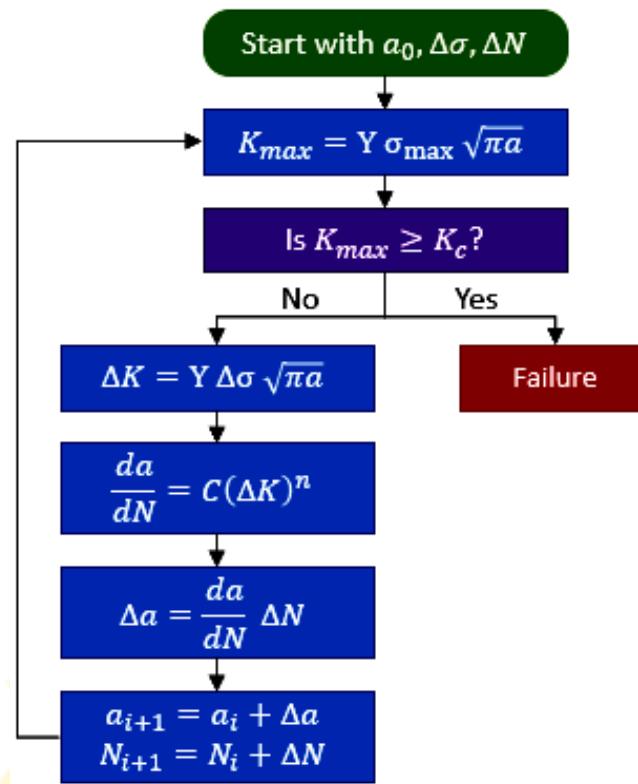 Start with a₀, Δσ, ΔN
K_max = Y σ_max √πa
Is K_max ≥ K_c?
No Yes
ΔK = Y Δσ √πa
Failure
da/dN = C(ΔK)ⁿ
Δa = da/dN ΔN
a_{i+1} = a_i + Δa
N_{i+1} = N_i + ΔN